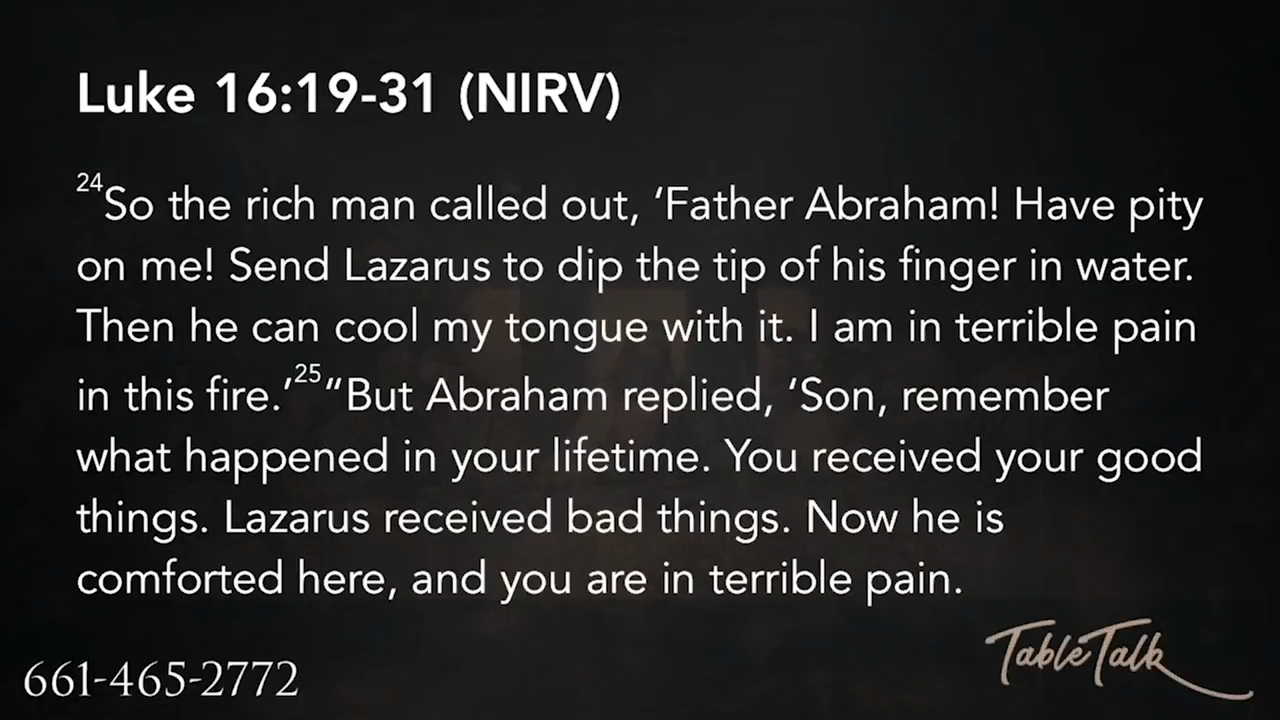 Luke 16:19-31 (NIRV)
24So the rich man called out, ‘Father Abraham! Have pity
on me! Send Lazarus to dip the tip of his finger in water.
Then he can cool my tongue with it. I am in terrible pain
in this fire.’25“But Abraham replied, ‘Son, remember
what happened in your lifetime. You received your good
things. Lazarus received bad things. Now he is
comforted here, and you are in terrible pain.
TableTalk
661-465-2772